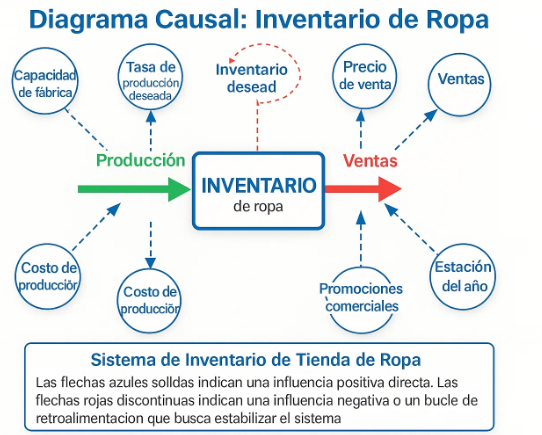 Diagrama Causal: Inventario de Ropa
Capacidad
de fábrica
Tasa de
producción
deseada
Inventario
desead
Precio
de venta
Ventas
Producción
Ventas
INVENTARIO
de ropa
Costo de
producciör
Costo de
producciör
Promociones
comerciales
Estación
del año
Sistema de Inventario de Tienda de Ropa
Las flechas azules solldas indican una influencia positiva directa. Las
flechas rojas discontinuas indican una influencia negativa o un bucle de
retroalimentacion que busca estabilizar el sistema